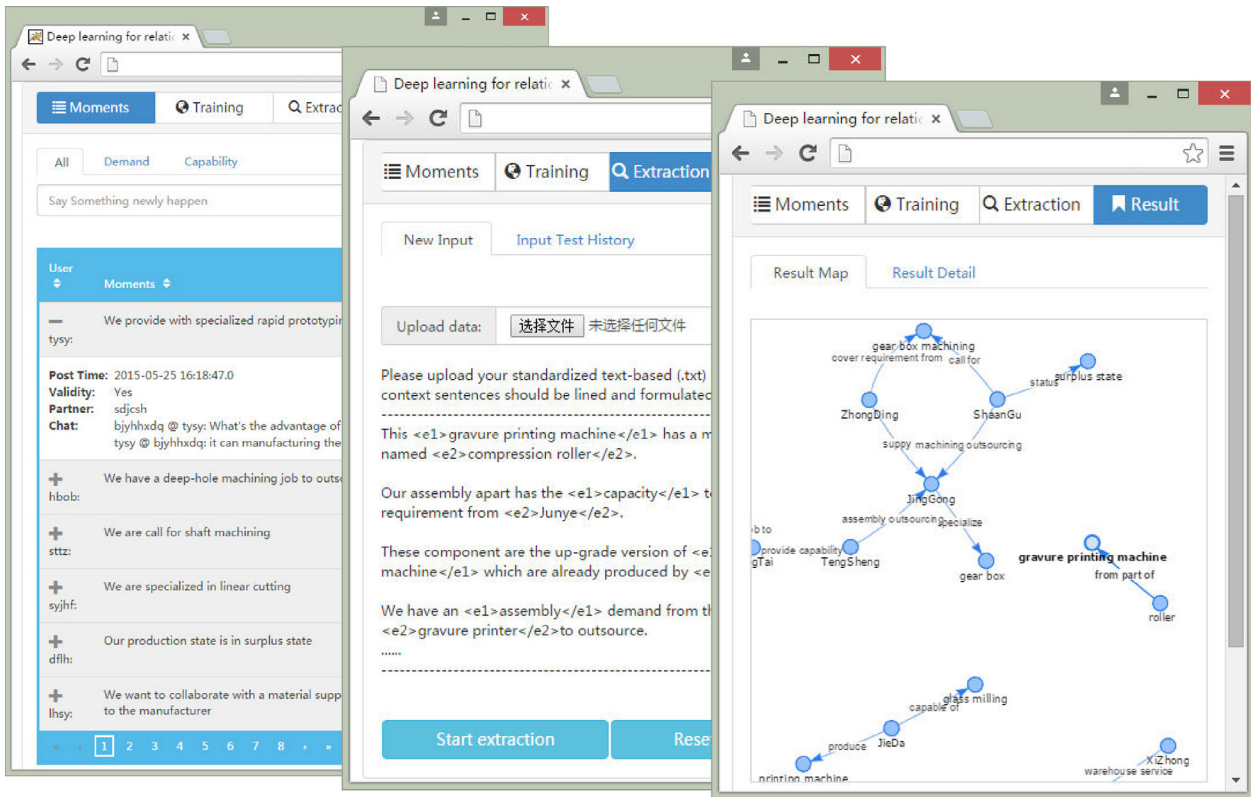 Deep learning for relatic
Moments
Training
Extrac
All
Demand
Capability
Say Something newly happen
User
Moments
We provide with specialized rapid prototypin
tysy:
Post Time: 2015-05-25 16:18:47.0
Validity: Yes
Partner: sdjcsh
Chat: bjyhhxdq @ tysy: What's the advantage of
tysy @ bjyhhxdq: it can manufacturing the
We have a deep-hole machining job to outs
hbob:
We are call for shaft machining
sttz:
We are specialized in linear cutting
syjhf:
Our production state is in surplus state
dflh:
We want to collaborate with a material supp
to the manufacturer
lhsy:
« ‹ 1 2 3 4 5 6 7 8 › »
Deep learning for relatic
Moments
Training
Extraction
New Input
Input Test History
Upload data:
选择文件 未选择任何文件
Please upload your standardized text-based (.txt)
context sentences should be lined and formulated
This <e1>gravure printing machine</e1> has a m
named <e2>compression roller</e2>.
Our assembly apart has the <e1>capacity</e1> t
requirement from <e2>Junye</e2>.
These component are the up-grade version of <e
machine</e1> which are already produced by <e
We have an <e1>assembly</e1> demand from th
<e2>gravure printer</e2>to outsource.
......
Start extraction
Rese
Deep learning for relatic
Moments
Training
Extraction
Result
Result Map
Result Detail
gear box machining
cover requirement from
call for
status
surplus state
ZhongDing
ShaanGu
suppy
machining outsourcing
JingGong
assembly outsourcing
specialize
b to
provide capability
gTai
TengSheng
gear box
gravure printing machine
from part of
roller
glass milling
capable of
produce
JieDa
printing machine
XiZhong
warehouse service